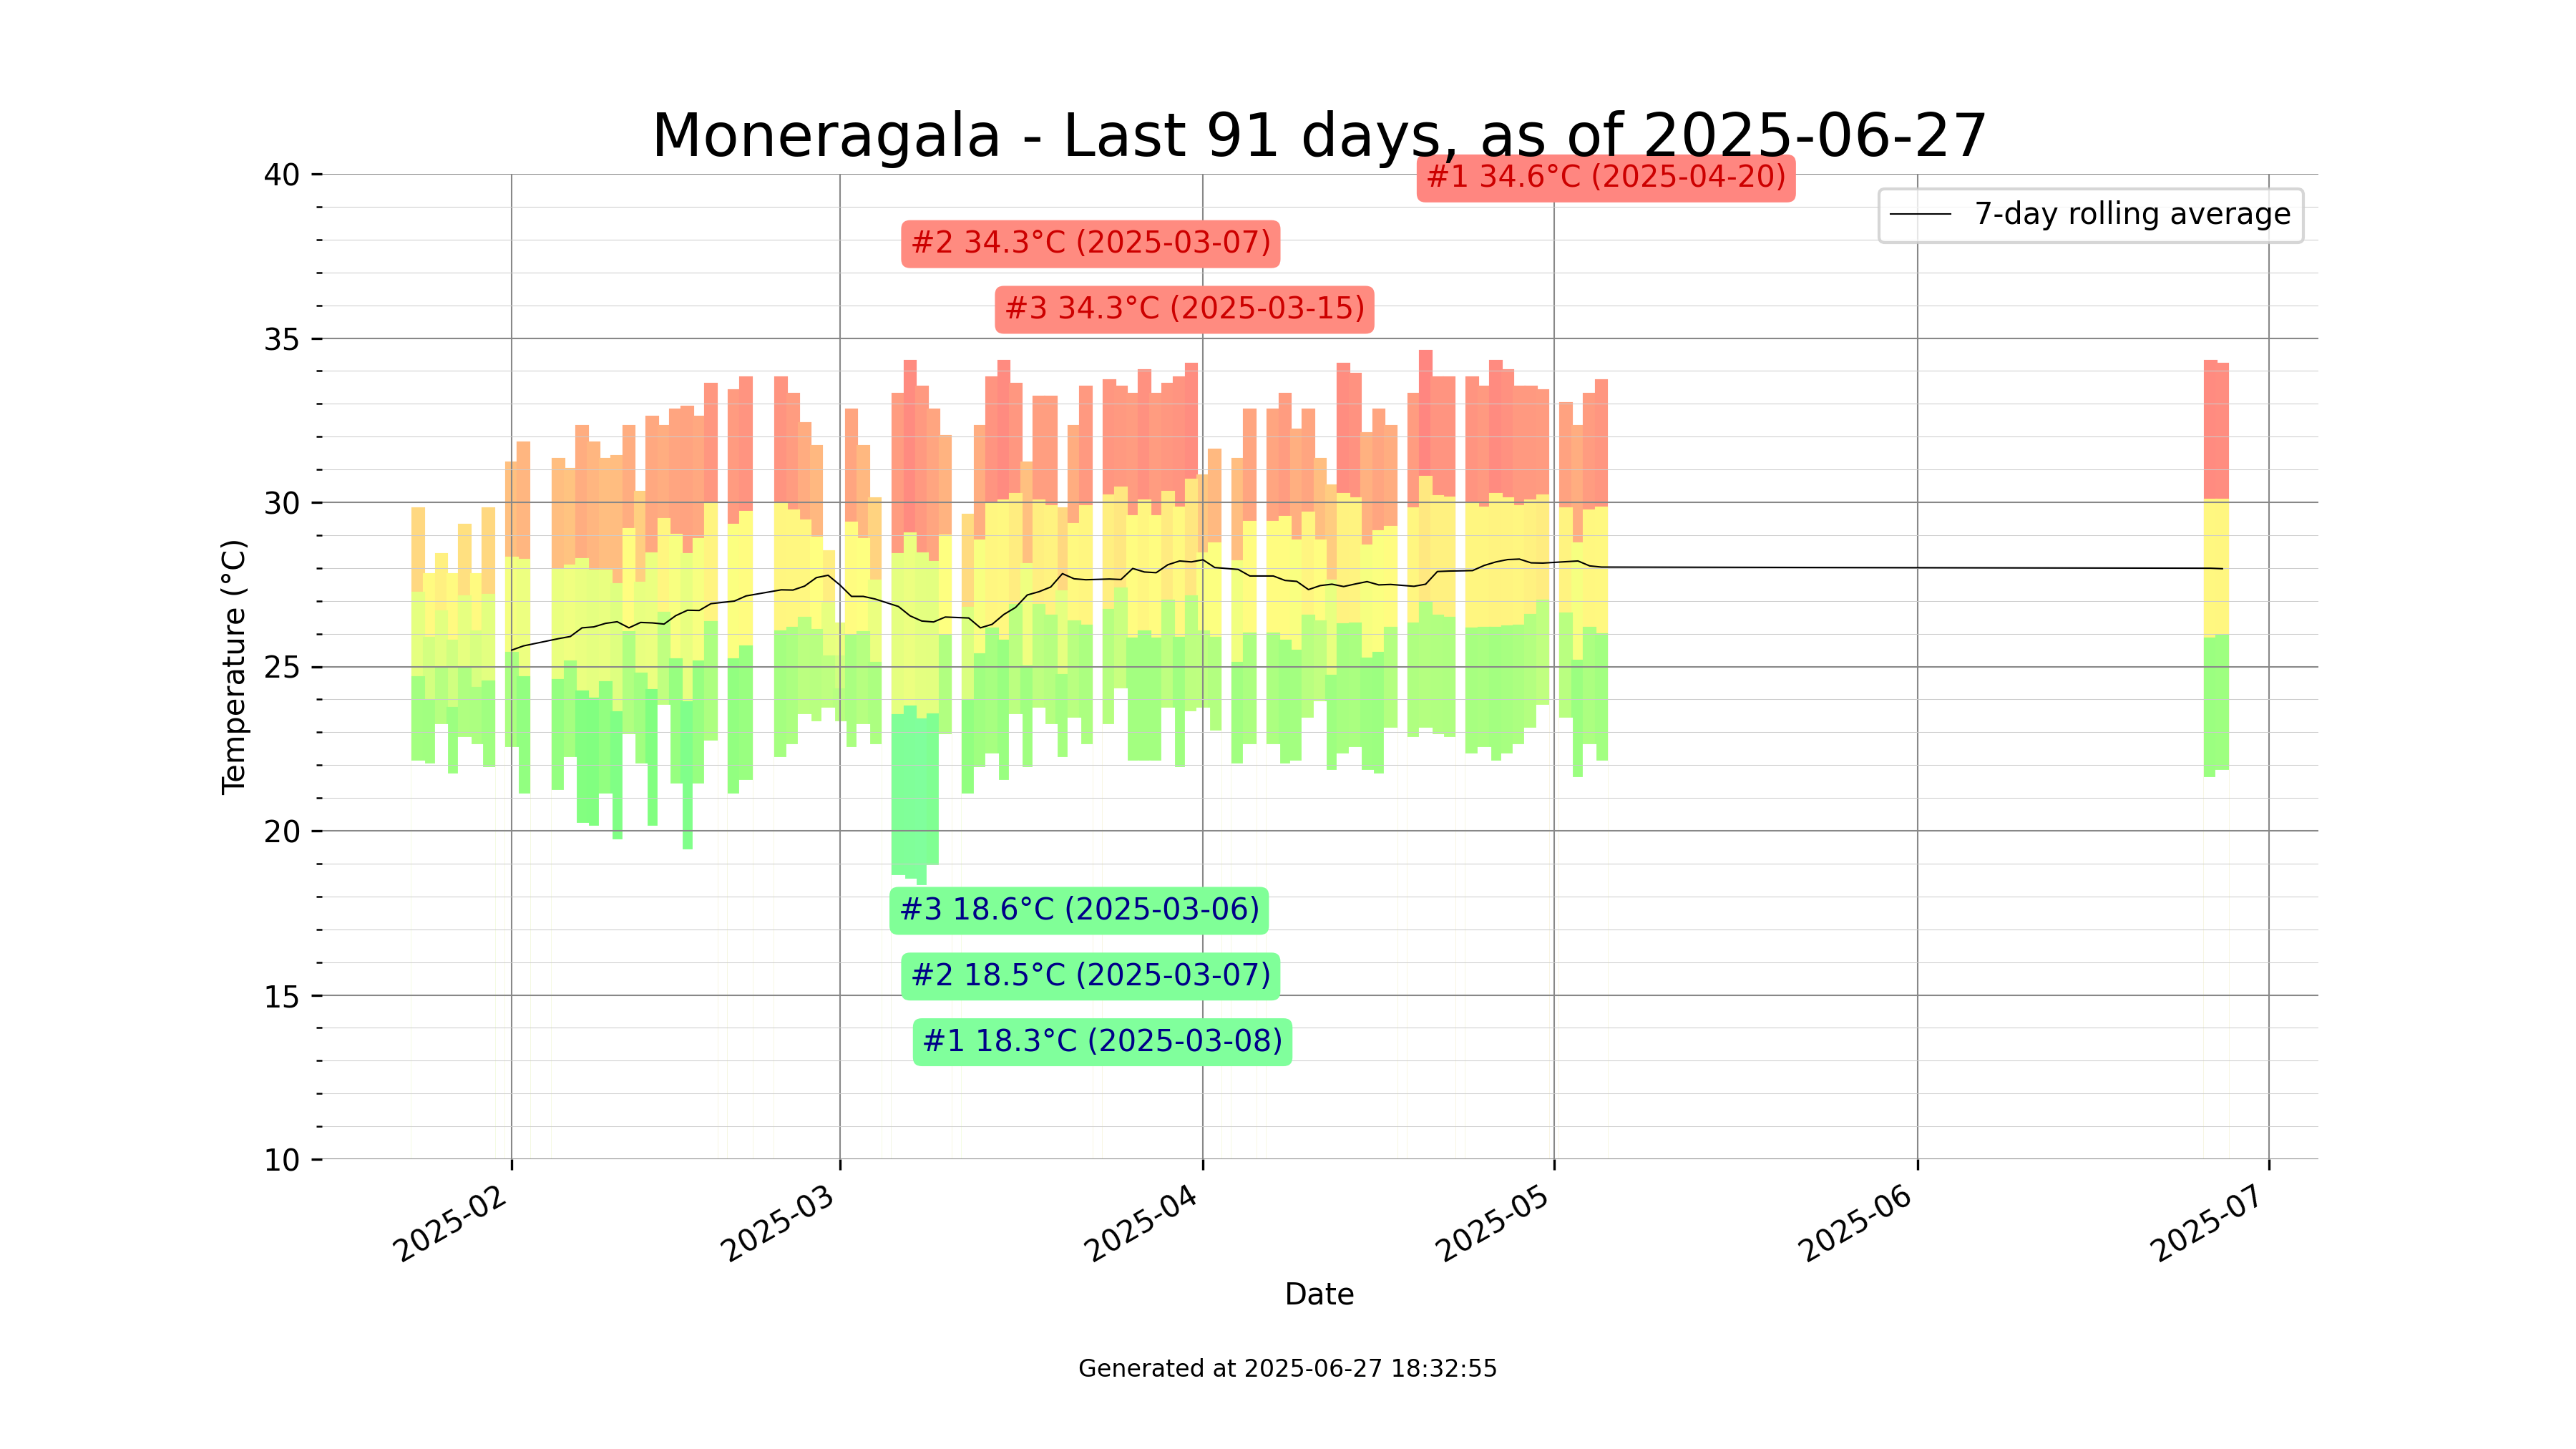 Moneragala - Last 91 days, as of 2025-06-27
#1 34.6°C (2025-04-20)
#2 34.3°C (2025-03-07)
#3 34.3°C (2025-03-15)
7-day rolling average
40
35
30
25
20
15
10
Temperature (°C)
#3 18.6°C (2025-03-06)
#2 18.5°C (2025-03-07)
#1 18.3°C (2025-03-08)
2025-02
2025-03
2025-04
2025-05
2025-06
2025-07
Date
Generated at 2025-06-27 18:32:55